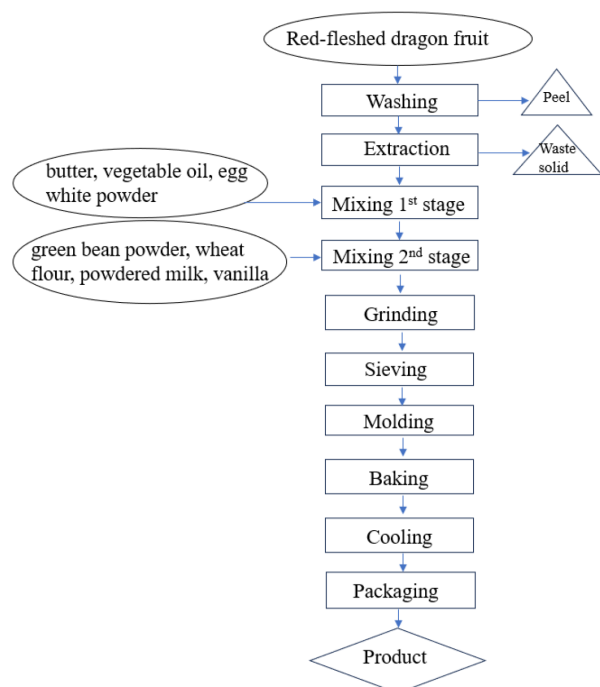 Red-fleshed dragon fruit
Washing
Peel
Extraction
Waste
solid
butter, vegetable oil, egg
white powder
Mixing 1st stage
green bean powder, wheat
flour, powdered milk, vanilla
Mixing 2nd stage
Grinding
Sieving
Molding
Baking
Cooling
Packaging
Product